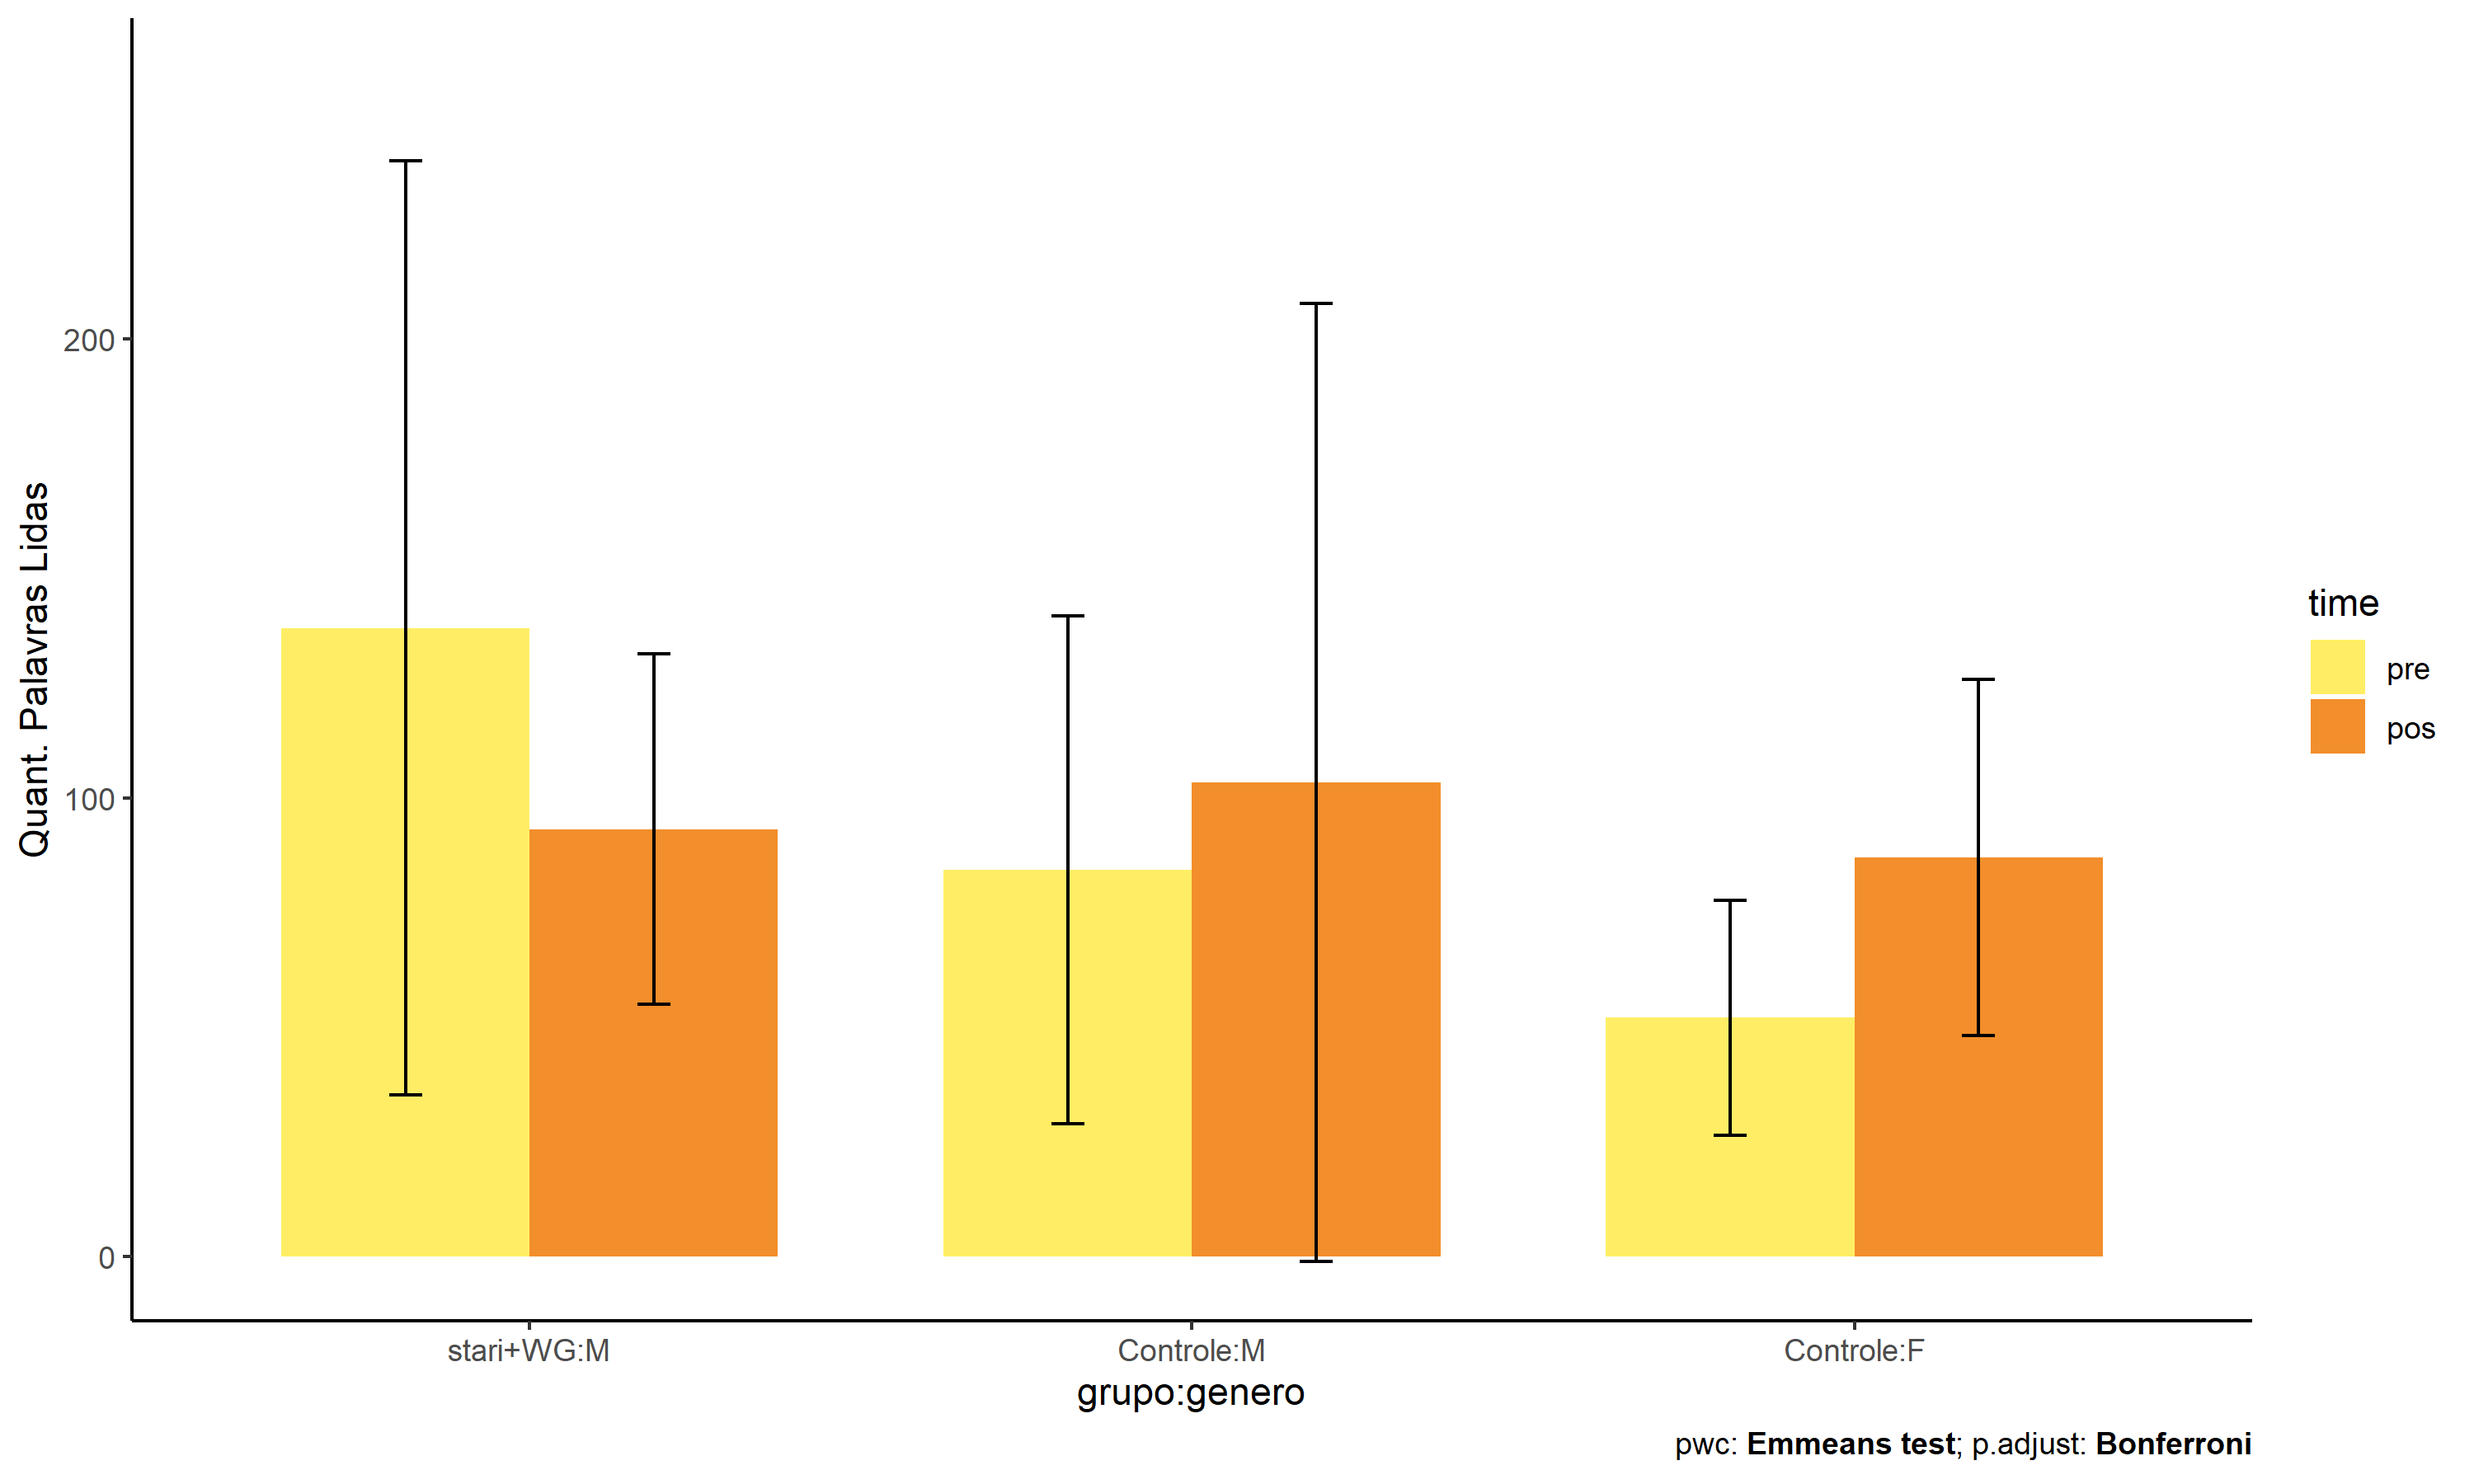 Quant. Palavras Lidas
200
100
0
stari+WG:M
Controle:M
Controle:F
grupo:genero
time
pre
pos
pwc: Emmeans test; p.adjust: Bonferroni